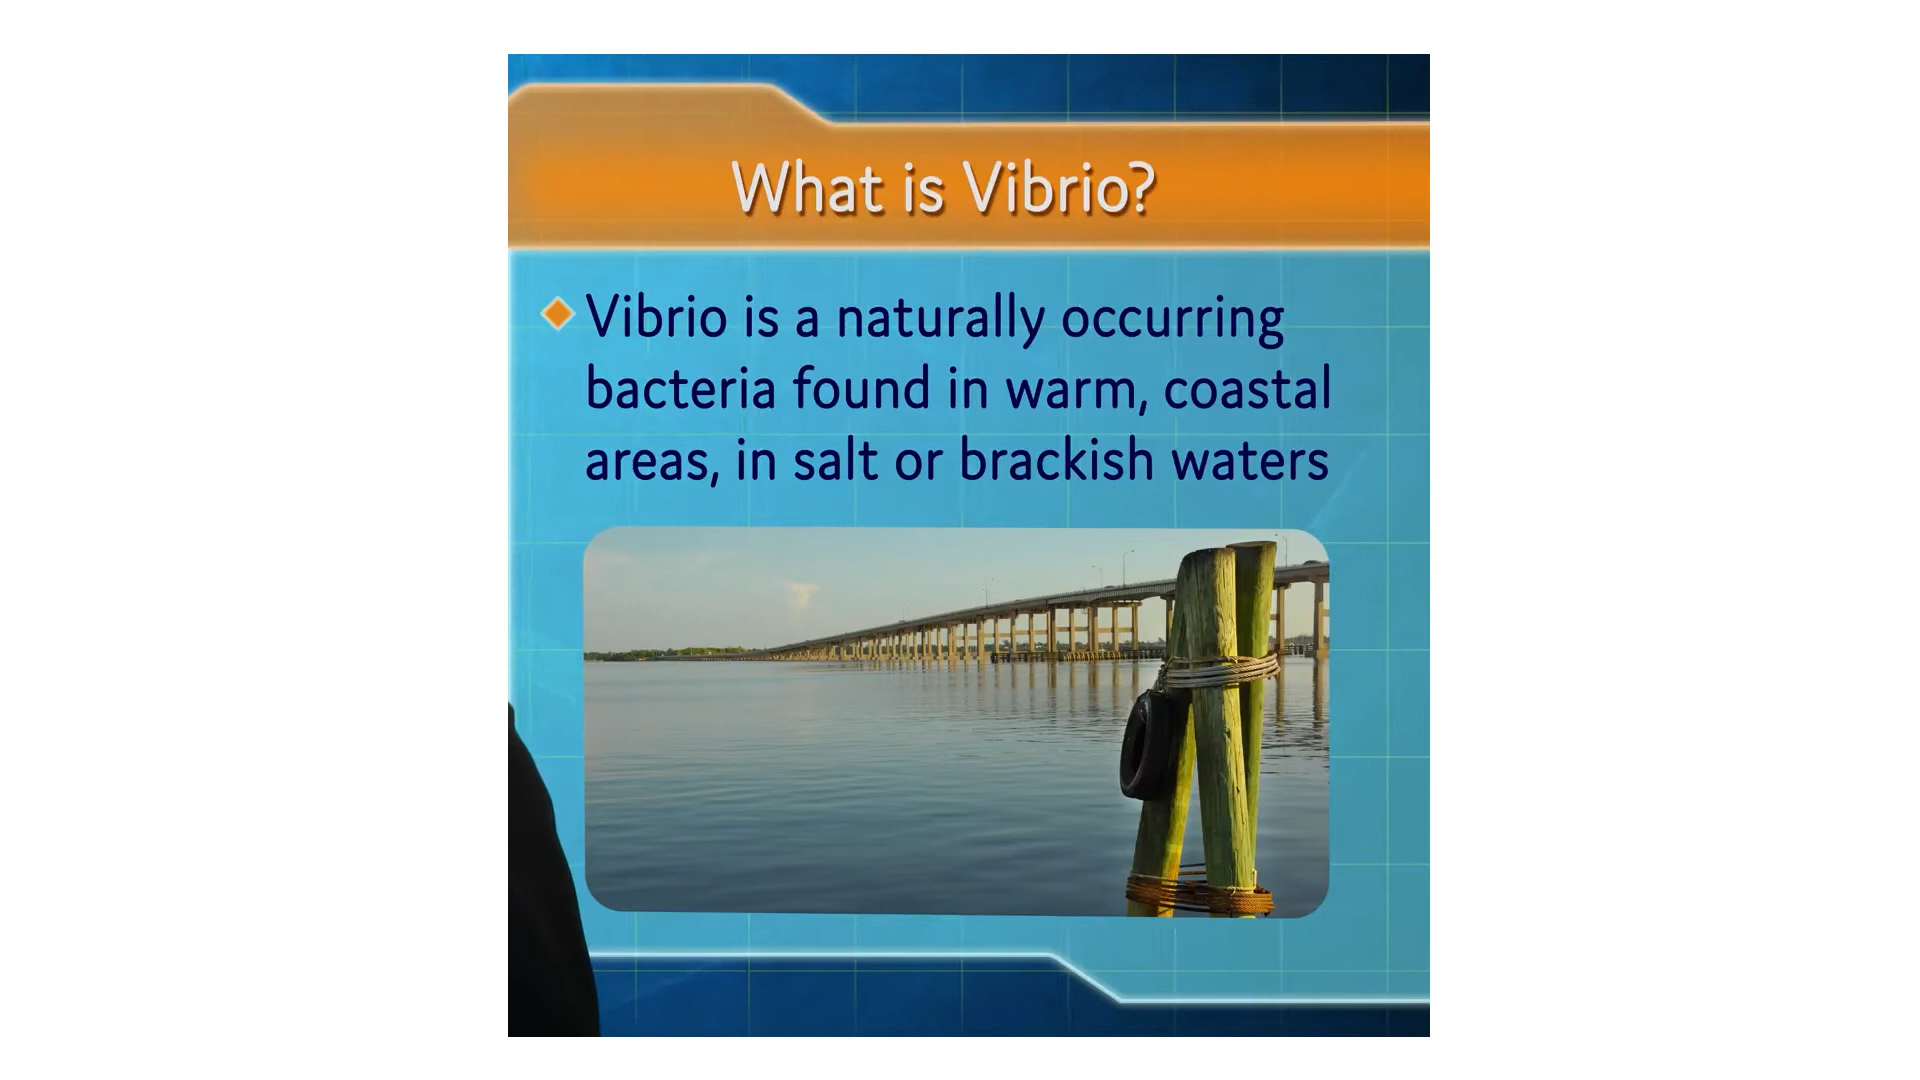 What is Vibrio?
Vibrio is a naturally occurring
bacteria found in warm, coastal
areas, in salt or brackish waters